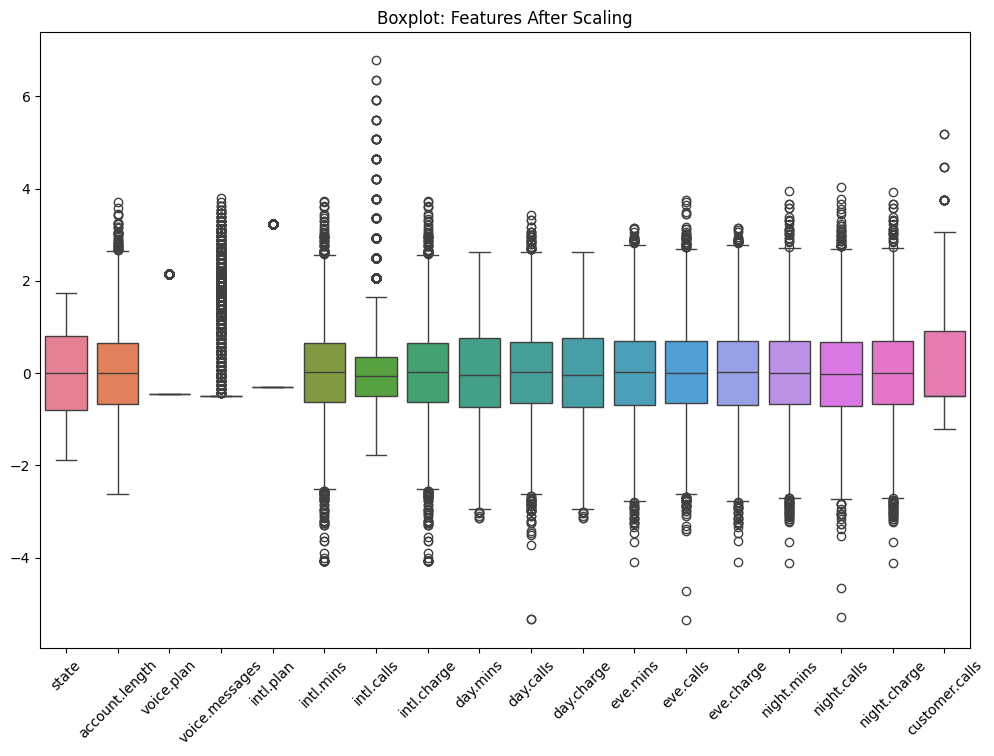 Boxplot: Features After Scaling
6
4
2
0
−2
−4
state
account.length
voice.plan
voice.messages
intl.plan
intl.mins
intl.calls
intl.charge
day.mins
day.calls
day.charge
eve.mins
eve.calls
eve.charge
night.mins
night.calls
night.charge
customer.calls